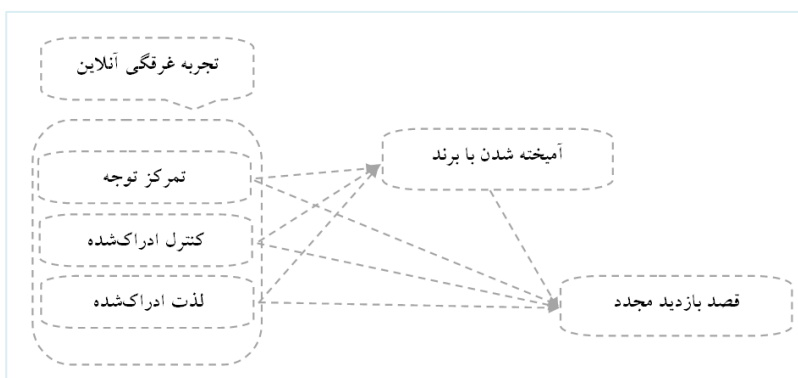 تجربه غرقگی آنلاین
آمیخته شدن با برند
تمرکز توجه
کنترل ادراک‌شده
لذت ادراک‌شده
قصد بازدید مجدد